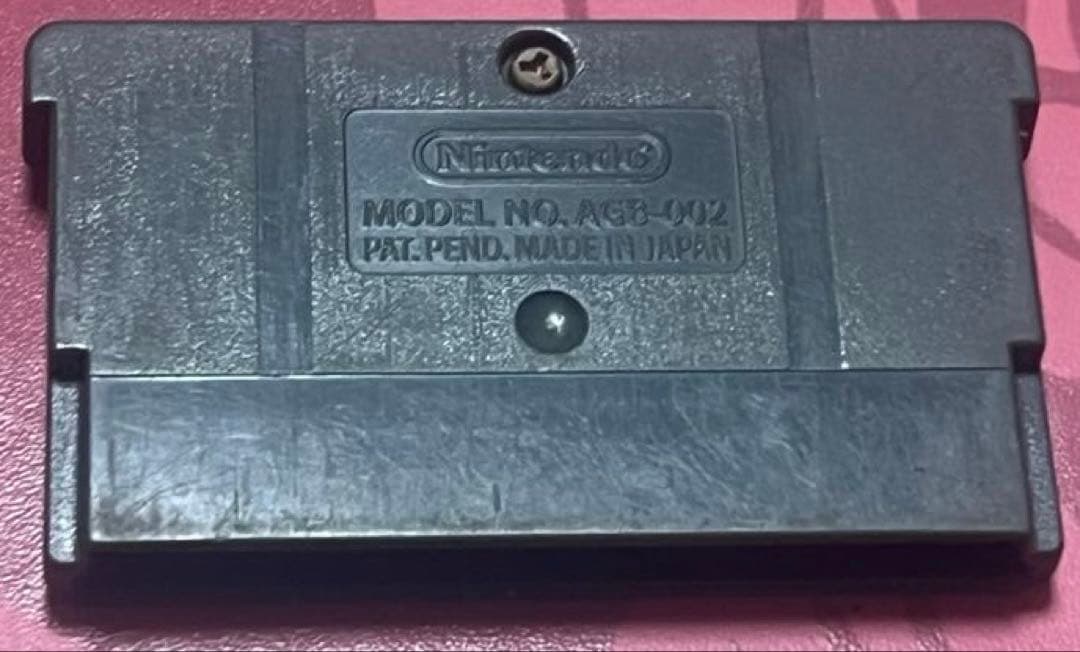 Nintendo
MODEL NO. AGB-002
PAT. PEND. MADE IN JAPAN